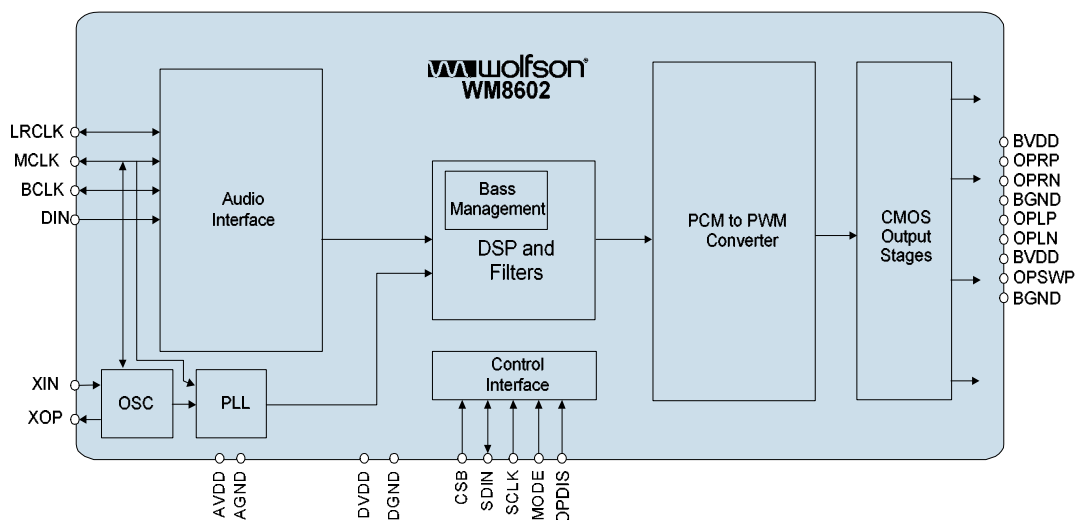 wolfson®
WM8602
LRCLK
MCLK
BCLK
DIN
Audio
Interface
Bass
Management
DSP and
Filters
PCM to PWM
Converter
CMOS
Output
Stages
BVDD
OPRP
OPRN
BGND
OPLP
OPLN
BVDD
OPSWP
BGND
XIN
XOP
OSC
PLL
Control
Interface
AVDD
AGND
DVDD
DGND
CSB
SDIN
SCLK
MODE
OPDIS